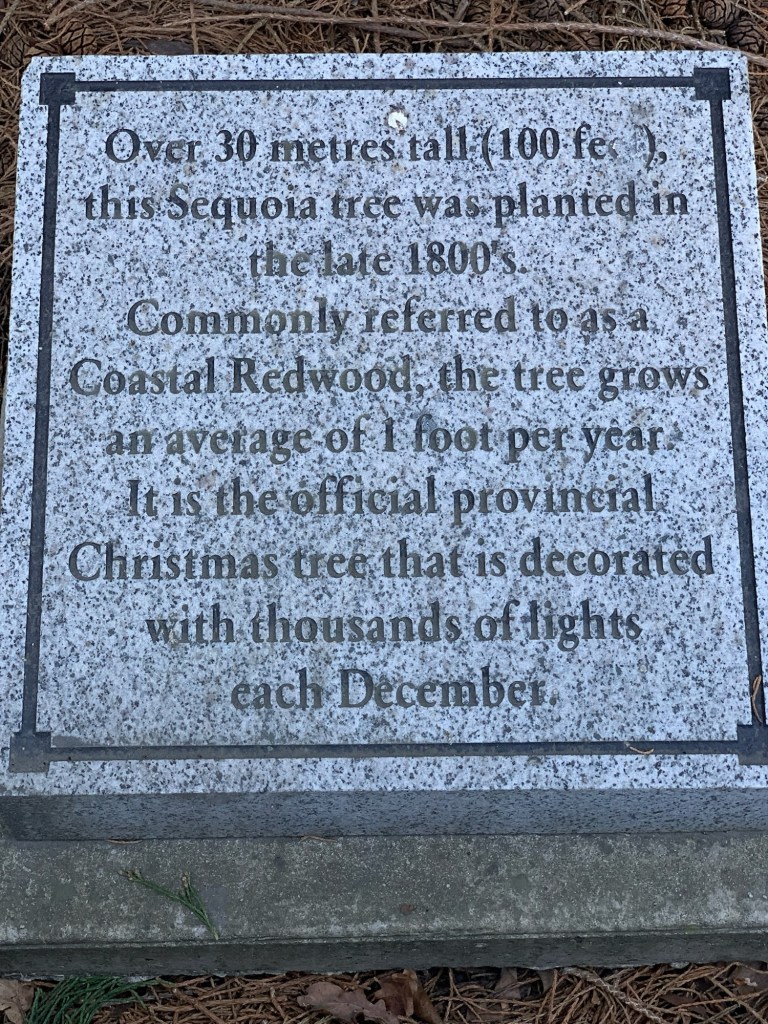 Over 30 metres tall (100 fe ),
this Sequoia tree was planted in
the late 1800's.
Commonly referred to as a
Coastal Redwood, the tree grows
an average of 1 foot per year.
It is the official provincial
Christmas tree that is decorated
with thousands of lights
each December.